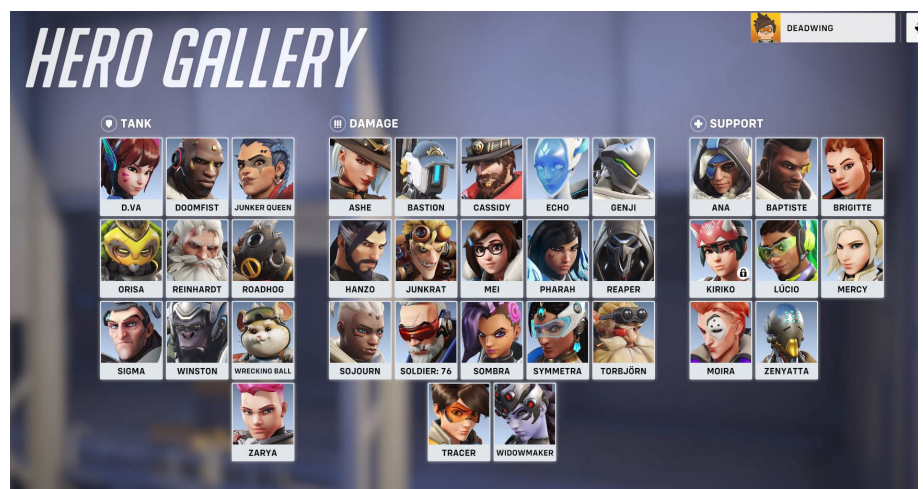 HERO GALLERY
DEADWING
TANK
DAMAGE
SUPPORT
D.VA
DOOMFIST
JUNKER QUEEN
ASHE
BASTION
CASSIDY
ECHO
GENJI
ANA
BAPTISTE
BRIGITTE
ORISA
REINHARDT
ROADHOG
HANZO
JUNKRAT
MEI
PHARAH
REAPER
KIRIKO
LÚCIO
MERCY
SIGMA
WINSTON
WRECKING BALL
SOJOURN
SOLDIER: 76
SOMBRA
SYMMETRA
TORBJÖRN
MOIRA
ZENYATTA
ZARYA
TRACER
WIDOWMAKER